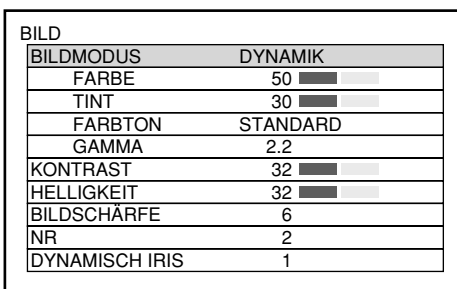 BILD
BILDMODUS DYNAMIK
FARBE 50
TINT 30
FARBTON STANDARD
GAMMA 2.2
KONTRAST 32
HELLIGKEIT 32
BILDSCHÄRFE 6
NR 2
DYNAMISCH IRIS 1